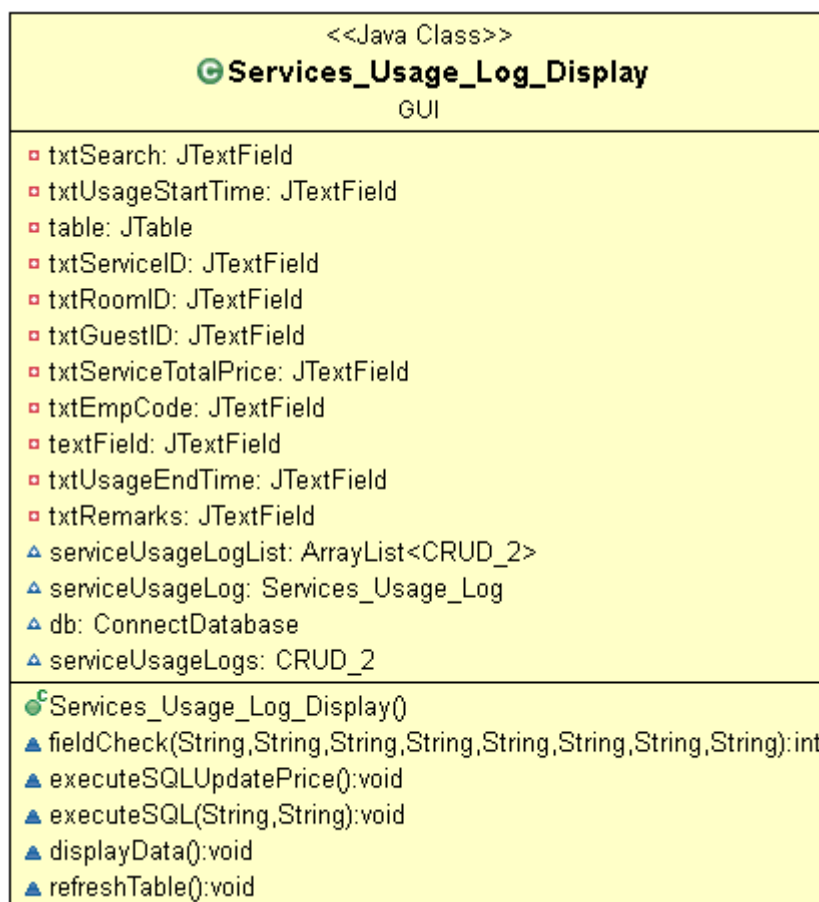 <<Java Class>>
Services_Usage_Log_Display
GUI
txtSearch: JTextField
txtUsageStartTime: JTextField
table: JTable
txtServiceID: JTextField
txtRoomID: JTextField
txtGuestID: JTextField
txtServiceTotalPrice: JTextField
txtEmpCode: JTextField
textField: JTextField
txtUsageEndTime: JTextField
txtRemarks: JTextField
serviceUsageLogList: ArrayList<CRUD_2>
serviceUsageLog: Services_Usage_Log
db: ConnectDatabase
serviceUsageLogs: CRUD_2
Services_Usage_Log_Display()
fieldCheck(String,String,String,String,String,String,String,String):int
executeSQLUpdatePrice():void
executeSQL(String,String):void
displayData():void
refreshTable():void